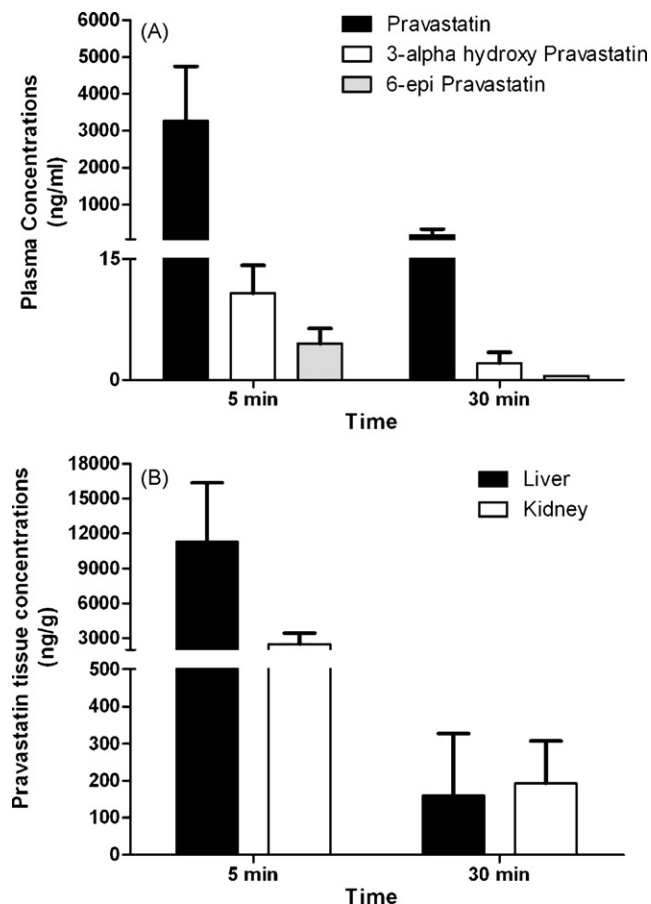 (A)
Pravastatin
3-alpha hydroxy Pravastatin
6-epi Pravastatin
Plasma Concentrations
(ng/ml)
6000
5000
4000
3000
2000
1000
15
0
5 min
30 min
Time
(B)
Liver
Kidney
Pravastatin tissue concentrations
(ng/g)
18000
15000
12000
9000
6000
3000
500
400
300
200
100
0
5 min
30 min
Time